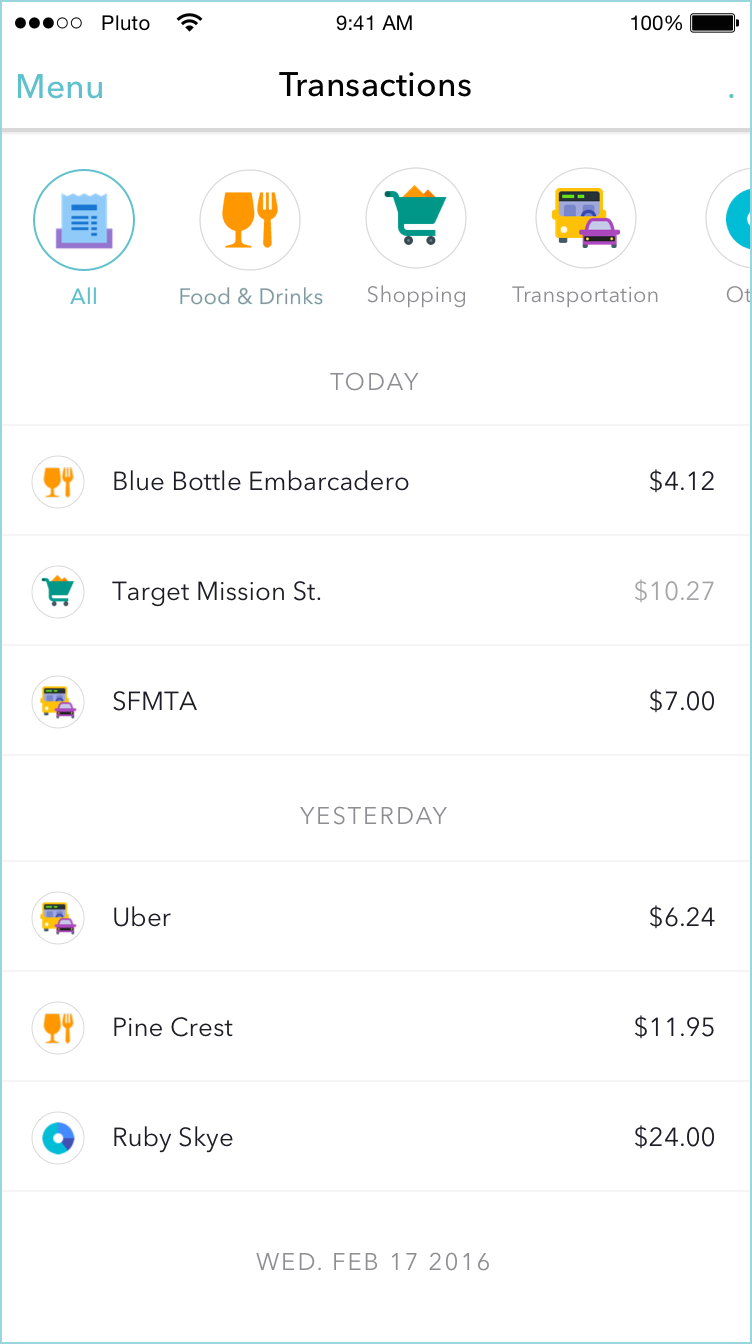 Pluto 9:41 AM 100%
Menu Transactions .
All Food & Drinks Shopping Transportation Ot
TODAY
Blue Bottle Embarcadero $4.12
Target Mission St. $10.27
SFMTA $7.00
YESTERDAY
Uber $6.24
Pine Crest $11.95
Ruby Skye $24.00
WED. FEB 17 2016